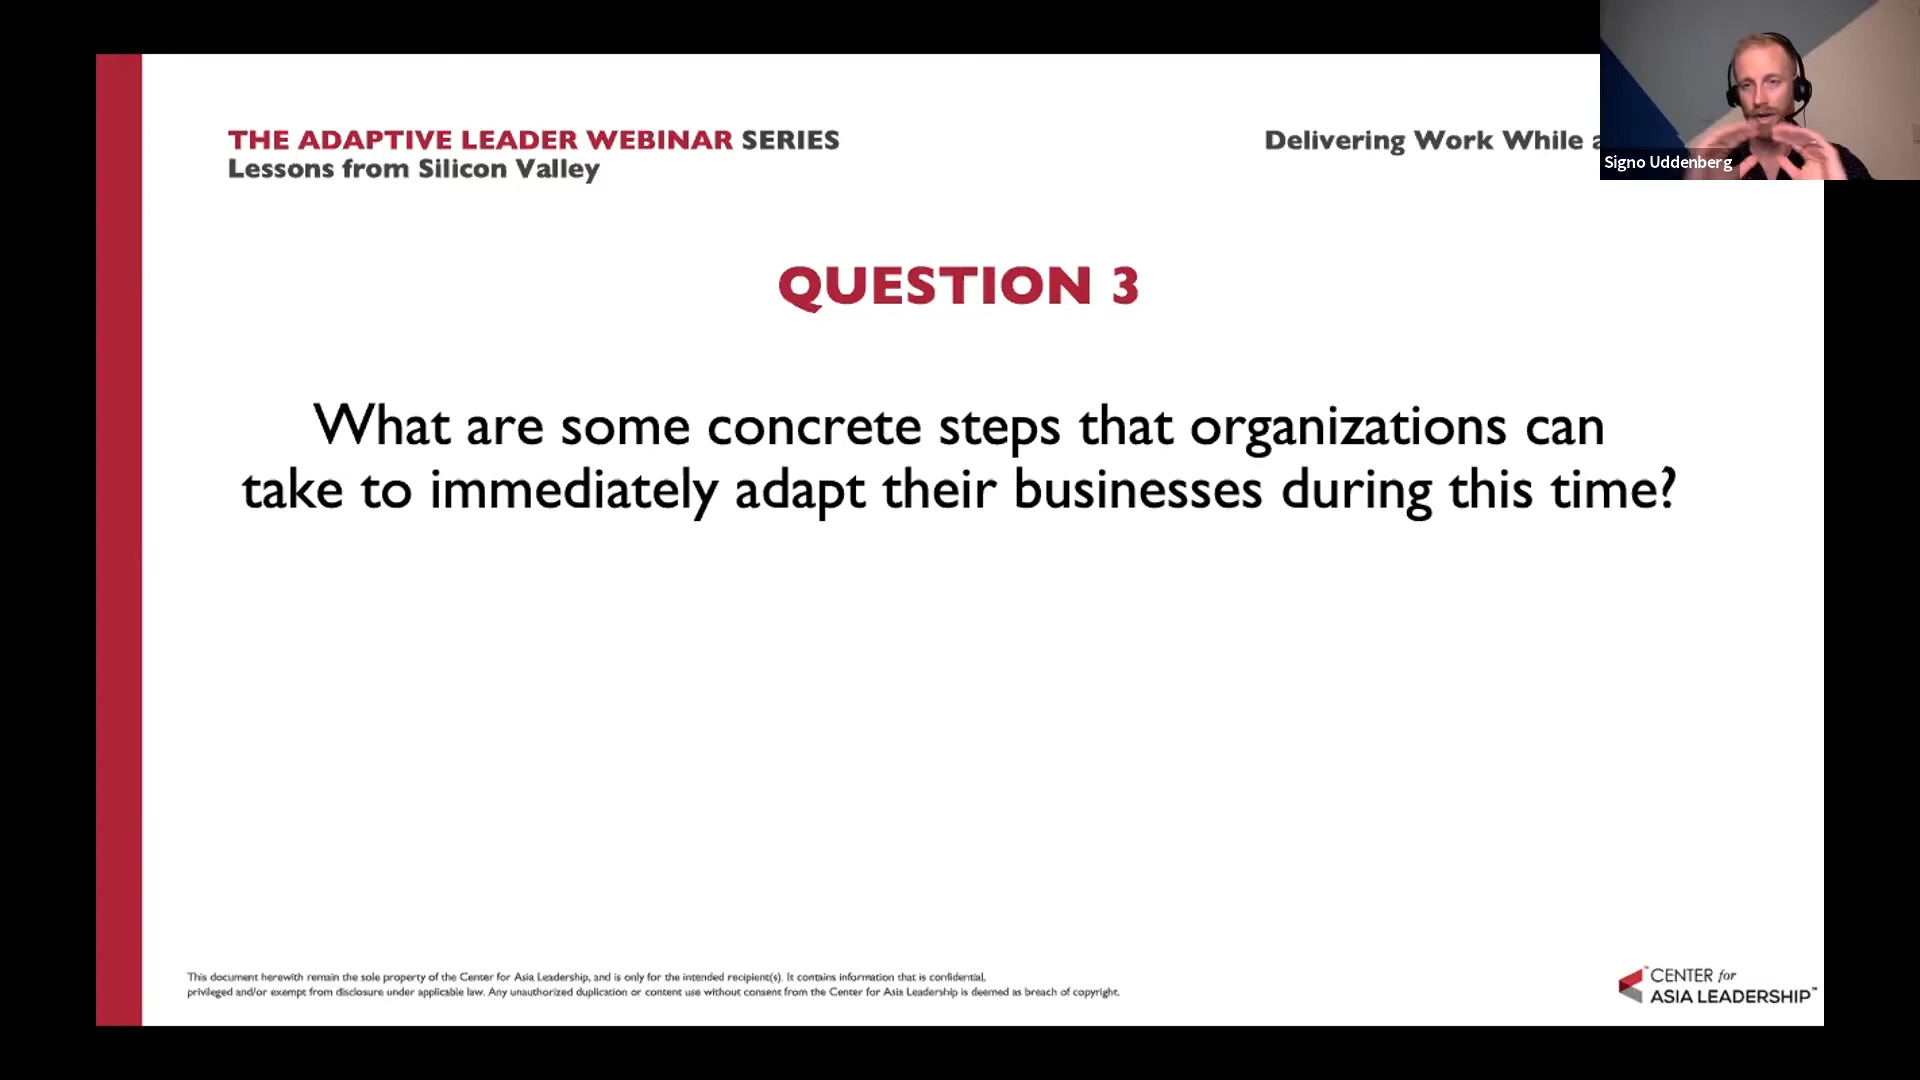 THE ADAPTIVE LEADER WEBINAR SERIES
Lessons from Silicon Valley
Delivering Work While
Signo Uddenberg
QUESTION 3
What are some concrete steps that organizations can
take to immediately adapt their businesses during this time?
This document herewith remain the sole property of the Center for Asia Leadership, and is only for the intended recipient(s). It contains information that is confidential,
privileged and/or exempt from disclosure under applicable law. Any unauthorized duplication or content use without consent from the Center for Asia Leadership is deemed as breach of copyright.
CENTER for
ASIA LEADERSHIP™